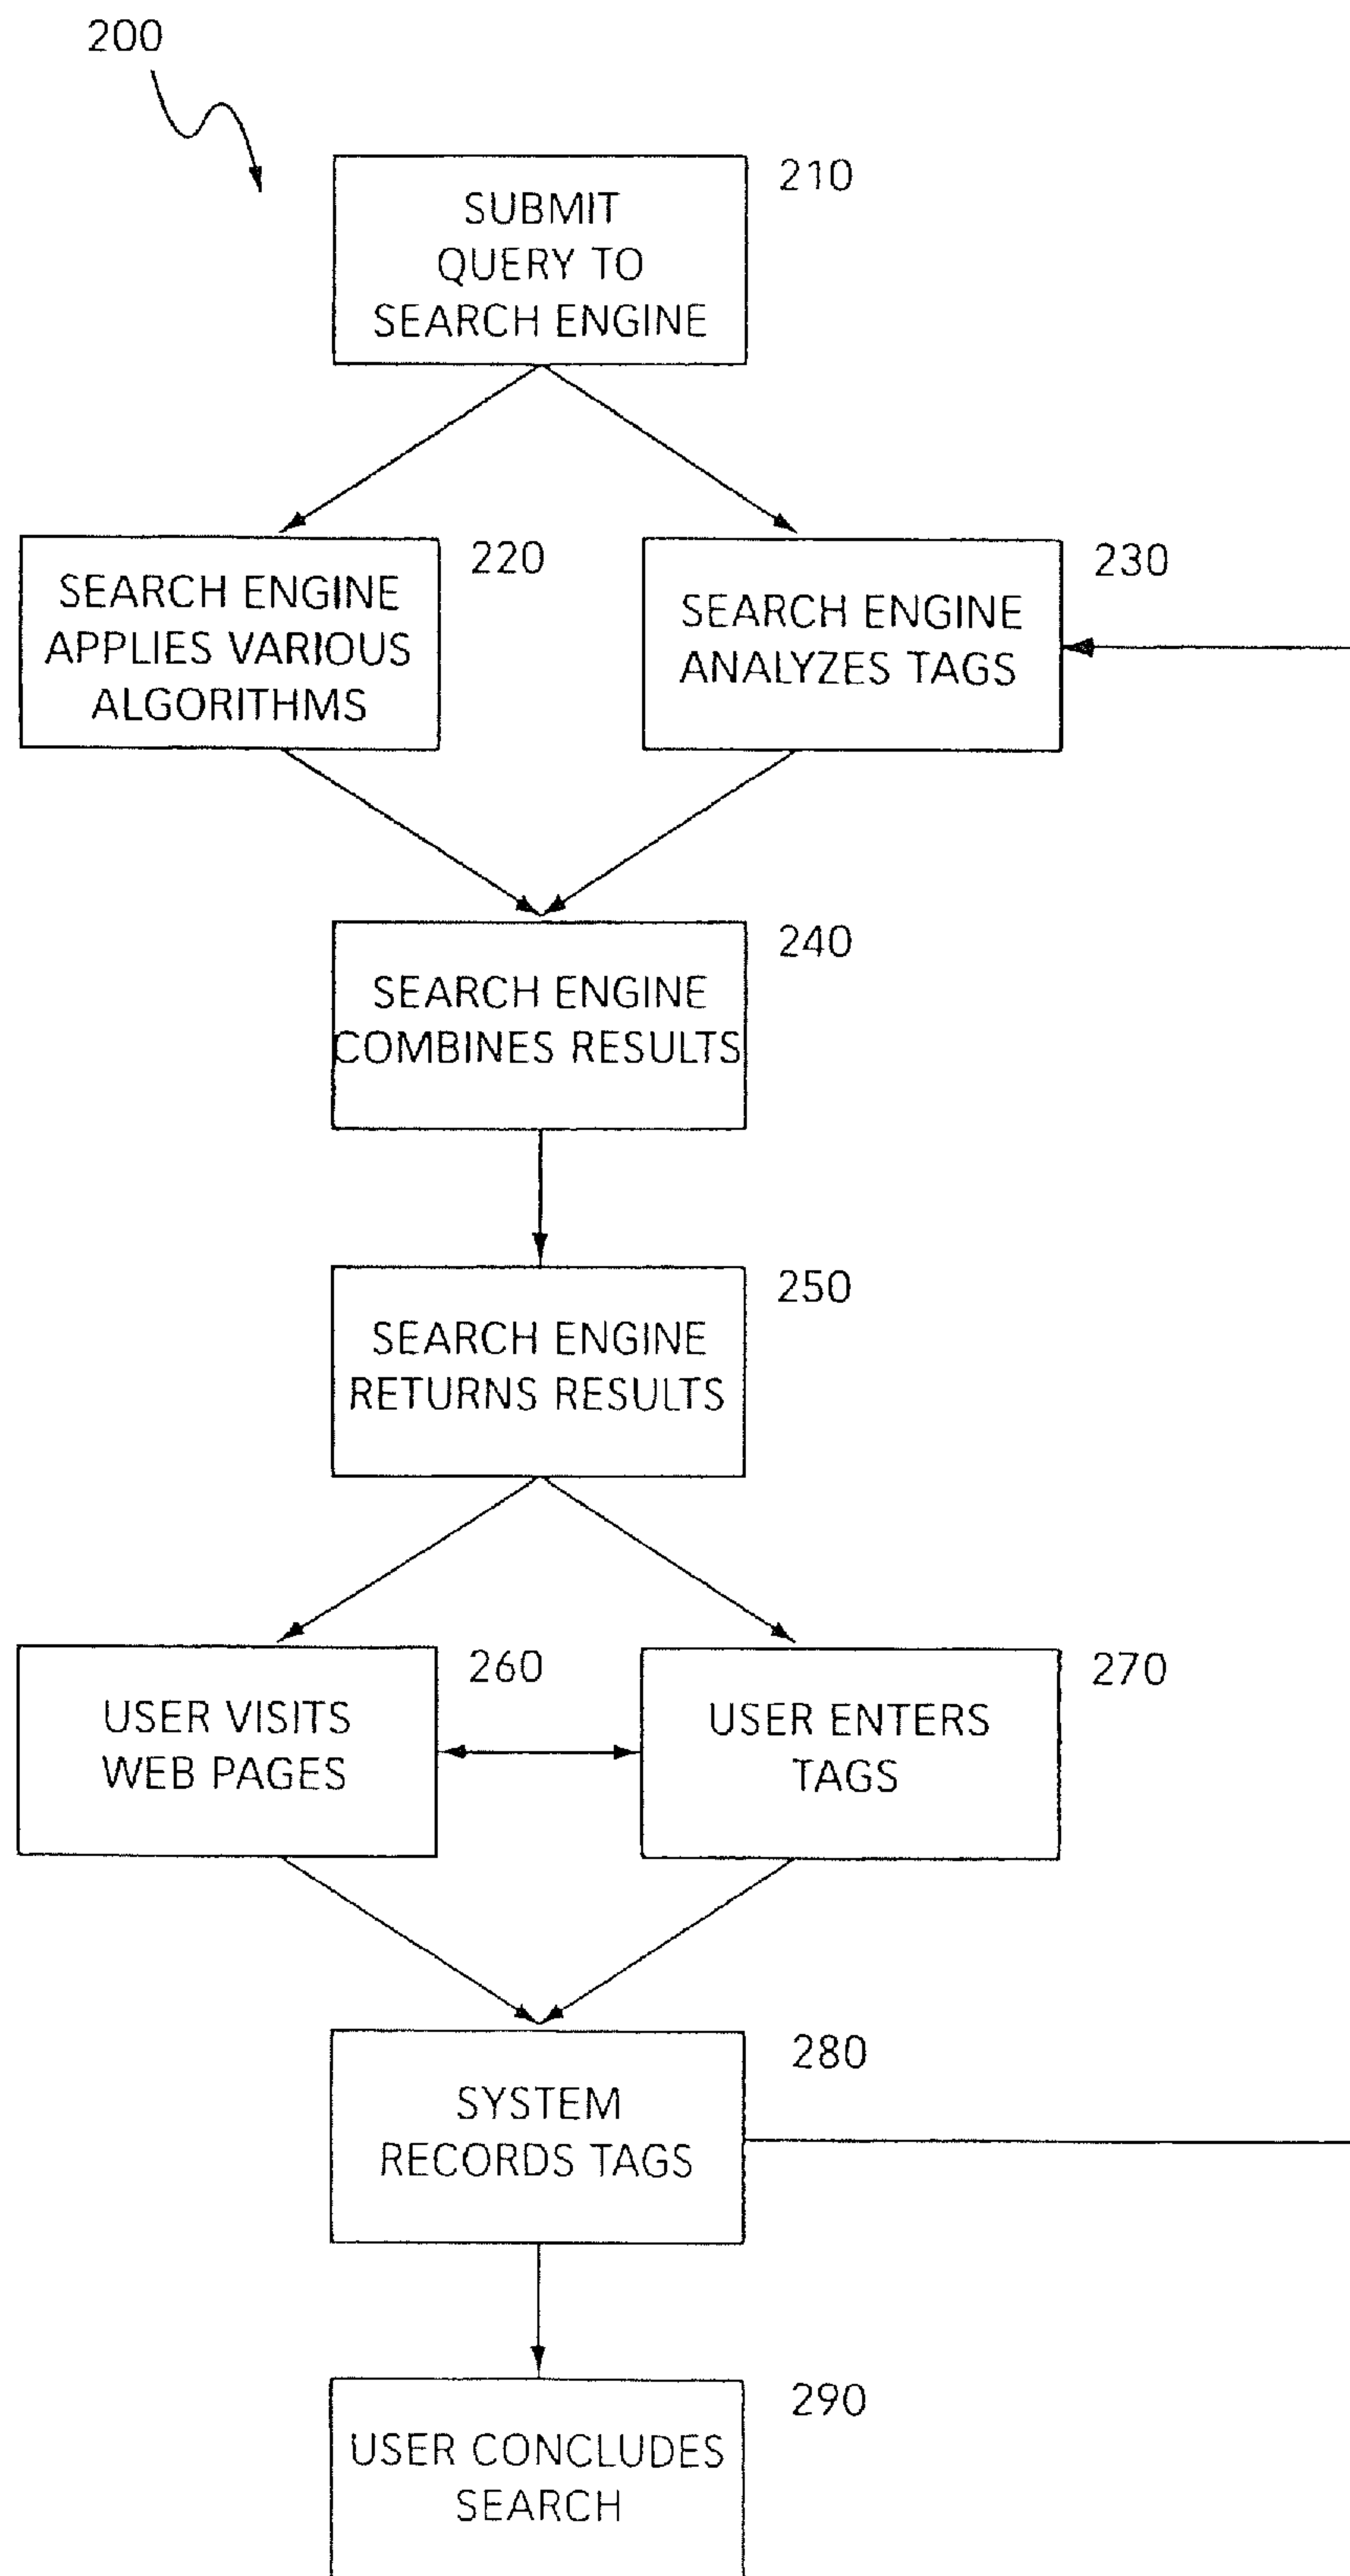 200
210
SUBMIT
QUERY TO
SEARCH ENGINE
220
SEARCH ENGINE
APPLIES VARIOUS
ALGORITHMS
230
SEARCH ENGINE
ANALYZES TAGS
240
SEARCH ENGINE
COMBINES RESULTS
250
SEARCH ENGINE
RETURNS RESULTS
260
USER VISITS
WEB PAGES
270
USER ENTERS
TAGS
280
SYSTEM
RECORDS TAGS
290
USER CONCLUDES
SEARCH